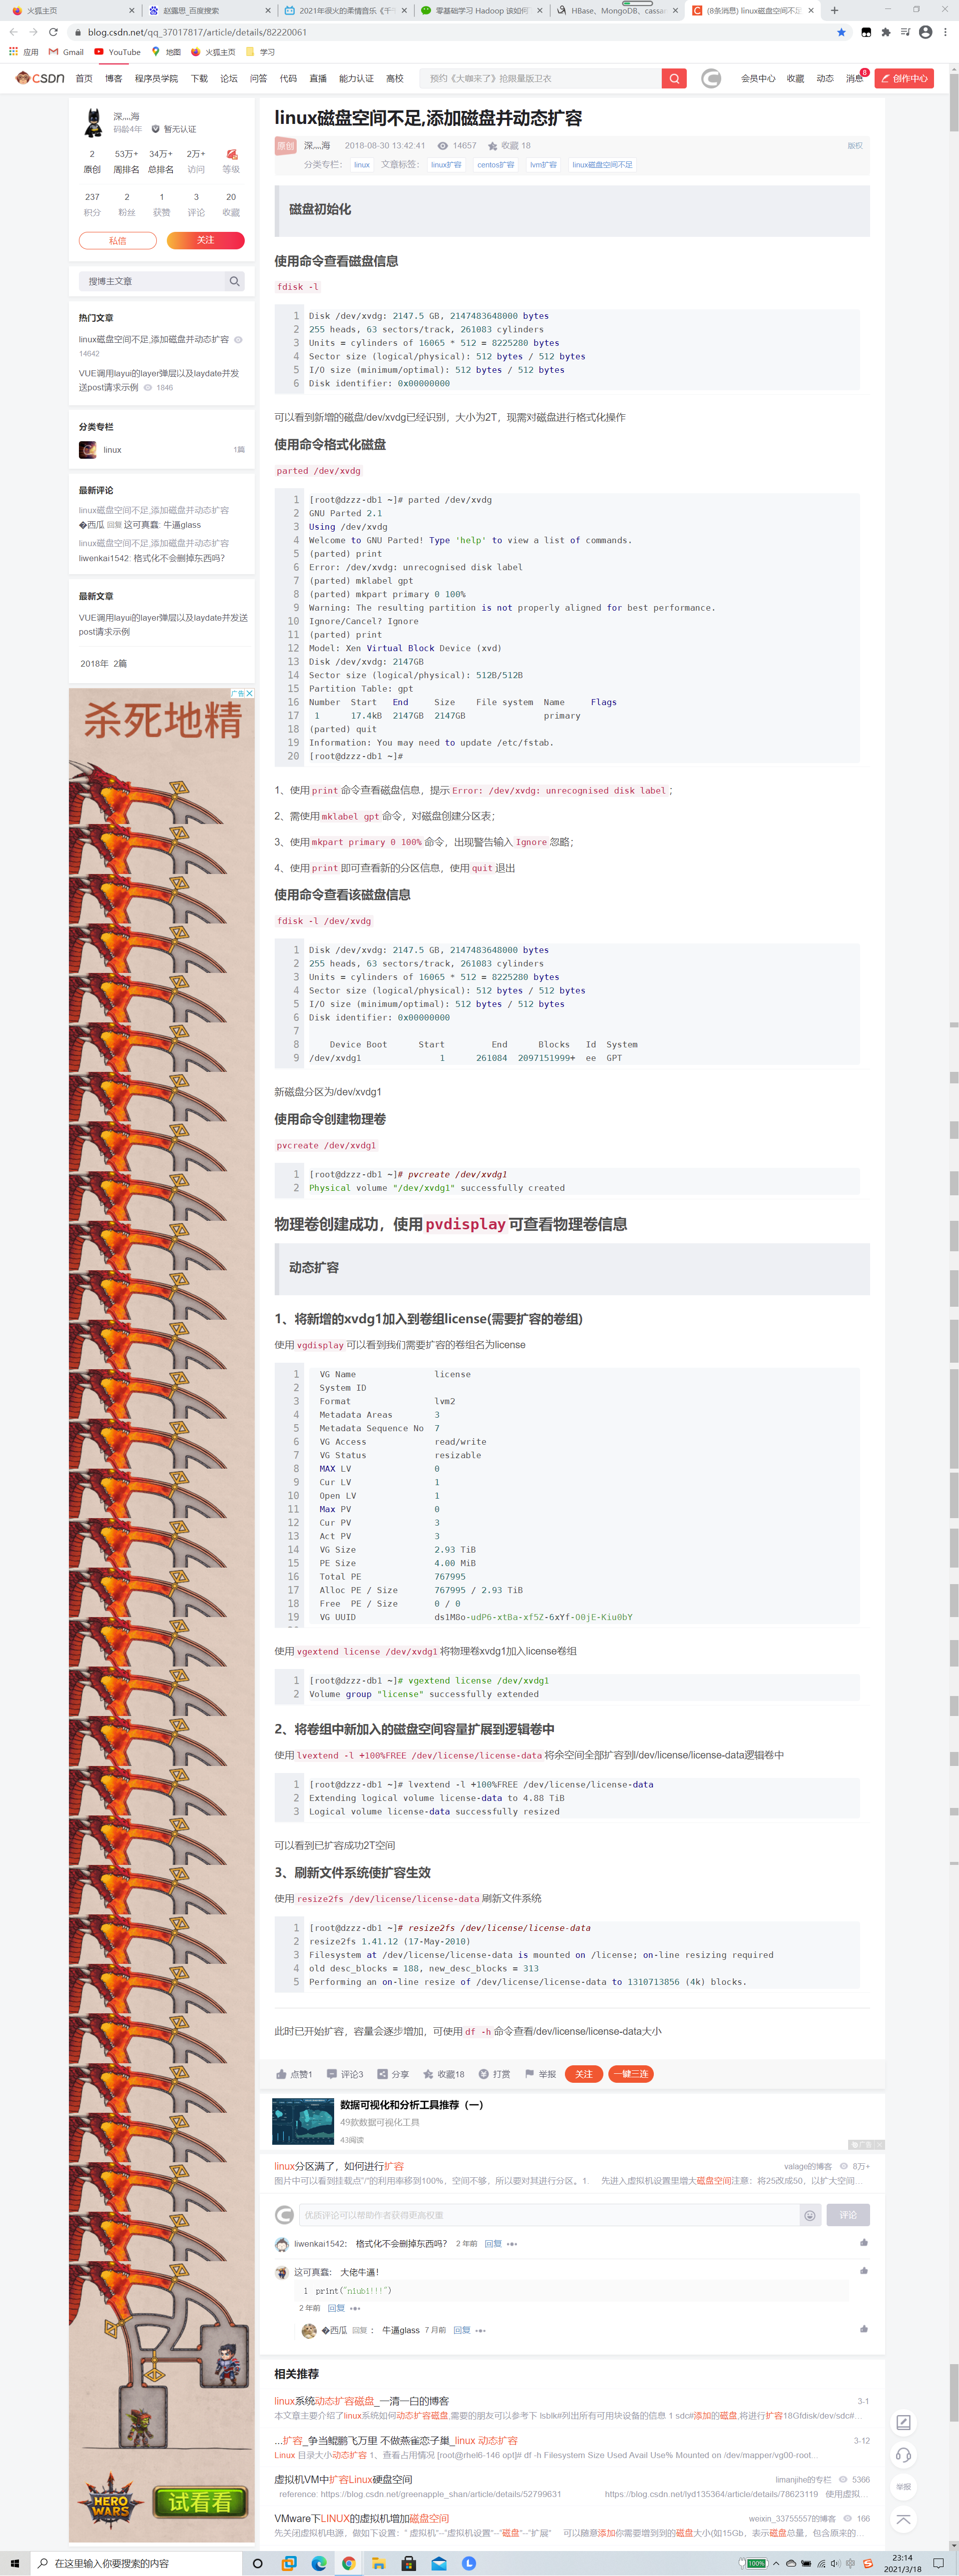 火狐主页
赵露思_百度搜索
2021年很火的柔情音乐《千
零基础学习 Hadoop 该如何
HBase、MongoDB、cassan
(8条消息) linux磁盘空间不足
blog.csdn.net/qq_37017817/article/details/82220061
应用 Gmail YouTube 地图 火狐主页 学习
CSDN 首页 博客 程序员学院 下载 论坛 问答 代码 直播 能力认证 高校 预约《大咖来了》抢限量版卫衣 会员中心 收藏 动态 消息 8 创作中心
深灬海
码龄4年 暂无认证
2 53万+ 34万+ 2万+
原创 周排名 总排名 访问 等级
237 2 1 3 20
积分 粉丝 获赞 评论 收藏
私信 关注
搜博主文章
热门文章
linux磁盘空间不足,添加磁盘并动态扩容
14642
VUE调用layui的layer弹层以及laydate并发
送post请求示例 1846
分类专栏
linux 1篇
最新评论
linux磁盘空间不足,添加磁盘并动态扩容
�西瓜 回复 这可真蠢: 牛逼glass
linux磁盘空间不足,添加磁盘并动态扩容
liwenkai1542: 格式化不会删掉东西吗?
最新文章
VUE调用layui的layer弹层以及laydate并发送
post请求示例
2018年 2篇
广告
杀死地精
HERO WARS
试看看
linux磁盘空间不足,添加磁盘并动态扩容
原创 深灬海 2018-08-30 13:42:41 14657 收藏 18 版权
分类专栏: linux 文章标签: linux扩容 centos扩容 lvm扩容 linux磁盘空间不足
磁盘初始化
使用命令查看磁盘信息
fdisk -l
1 Disk /dev/xvdg: 2147.5 GB, 2147483648000 bytes
2 255 heads, 63 sectors/track, 261083 cylinders
3 Units = cylinders of 16065 * 512 = 8225280 bytes
4 Sector size (logical/physical): 512 bytes / 512 bytes
5 I/O size (minimum/optimal): 512 bytes / 512 bytes
6 Disk identifier: 0x00000000
可以看到新增的磁盘/dev/xvdg已经识别，大小为2T，现需对磁盘进行格式化操作
使用命令格式化磁盘
parted /dev/xvdg
1 [root@dzzz-db1 ~]# parted /dev/xvdg
2 GNU Parted 2.1
3 Using /dev/xvdg
4 Welcome to GNU Parted! Type 'help' to view a list of commands.
5 (parted) print
6 Error: /dev/xvdg: unrecognised disk label
7 (parted) mklabel gpt
8 (parted) mkpart primary 0 100%
9 Warning: The resulting partition is not properly aligned for best performance.
10 Ignore/Cancel? Ignore
11 (parted) print
12 Model: Xen Virtual Block Device (xvd)
13 Disk /dev/xvdg: 2147GB
14 Sector size (logical/physical): 512B/512B
15 Partition Table: gpt
16 Number Start End Size File system Name Flags
17 1 17.4kB 2147GB 2147GB primary
18 (parted) quit
19 Information: You may need to update /etc/fstab.
20 [root@dzzz-db1 ~]#
1、使用print命令查看磁盘信息，提示Error: /dev/xvdg: unrecognised disk label；
2、需使用mklabel gpt命令，对磁盘创建分区表；
3、使用mkpart primary 0 100%命令，出现警告输入Ignore忽略；
4、使用print即可查看新的分区信息，使用quit退出
使用命令查看该磁盘信息
fdisk -l /dev/xvdg
1 Disk /dev/xvdg: 2147.5 GB, 2147483648000 bytes
2 255 heads, 63 sectors/track, 261083 cylinders
3 Units = cylinders of 16065 * 512 = 8225280 bytes
4 Sector size (logical/physical): 512 bytes / 512 bytes
5 I/O size (minimum/optimal): 512 bytes / 512 bytes
6 Disk identifier: 0x00000000
7
8 Device Boot Start End Blocks Id System
9 /dev/xvdg1 1 261084 2097151999+ ee GPT
新磁盘分区为/dev/xvdg1
使用命令创建物理卷
pvcreate /dev/xvdg1
1 [root@dzzz-db1 ~]# pvcreate /dev/xvdg1
2 Physical volume "/dev/xvdg1" successfully created
物理卷创建成功，使用pvdisplay可查看物理卷信息
动态扩容
1、将新增的xvdg1加入到卷组license(需要扩容的卷组)
使用vgdisplay可以看到我们需要扩容的卷组名为license
1 VG Name license
2 System ID
3 Format lvm2
4 Metadata Areas 3
5 Metadata Sequence No 7
6 VG Access read/write
7 VG Status resizable
8 MAX LV 0
9 Cur LV 1
10 Open LV 1
11 Max PV 0
12 Cur PV 3
13 Act PV 3
14 VG Size 2.93 TiB
15 PE Size 4.00 MiB
16 Total PE 767995
17 Alloc PE / Size 767995 / 2.93 TiB
18 Free PE / Size 0 / 0
19 VG UUID ds1M8o-udP6-xtBa-xf5Z-6xYf-O0jE-Kiu0bY
使用vgextend license /dev/xvdg1将物理卷xvdg1加入license卷组
1 [root@dzzz-db1 ~]# vgextend license /dev/xvdg1
2 Volume group "license" successfully extended
2、将卷组中新加入的磁盘空间容量扩展到逻辑卷中
使用lvextend -l +100%FREE /dev/license/license-data将余空间全部扩容到/dev/license/license-data逻辑卷中
1 [root@dzzz-db1 ~]# lvextend -l +100%FREE /dev/license/license-data
2 Extending logical volume license-data to 4.88 TiB
3 Logical volume license-data successfully resized
可以看到已扩容成功2T空间
3、刷新文件系统使扩容生效
使用resize2fs /dev/license/license-data刷新文件系统
1 [root@dzzz-db1 ~]# resize2fs /dev/license/license-data
2 resize2fs 1.41.12 (17-May-2010)
3 Filesystem at /dev/license/license-data is mounted on /license; on-line resizing required
4 old desc_blocks = 188, new_desc_blocks = 313
5 Performing an on-line resize of /dev/license/license-data to 1310713856 (4k) blocks.
此时已开始扩容，容量会逐步增加，可使用df -h命令查看/dev/license/license-data大小
点赞1 评论3 分享 收藏18 打赏 举报 关注 一键三连
数据可视化和分析工具推荐（一）
49款数据可视化工具
43阅读
广告
linux分区满了，如何进行扩容 valage的博客 8万+
图片中可以看到挂载点“/”的利用率移到100%，空间不够，所以要对其进行分区。1. 先进入虚拟机设置里增大磁盘空间注意：将25改成50，以扩大空间...
优质评论可以帮助作者获得更高权重 评论
liwenkai1542: 格式化不会删掉东西吗? 2 年前 回复
这可真蠢: 大佬牛逼!
1 print("niubi!!!")
2 年前 回复
�西瓜 回复: 牛逼glass 7 月前 回复
相关推荐
linux系统动态扩容磁盘_一清一白的博客 3-1
本文章主要介绍了linux系统如何动态扩容磁盘,需要的朋友可以参考下 lsblk#列出所有可用块设备的信息 1 sdc#添加的磁盘,将进行扩容18Gfdisk/dev/sdc#...
...扩容_争当鲲鹏飞万里 不做燕雀恋子巢_linux 动态扩容 3-12
Linux 目录大小动态扩容 1、查看占用情况 [root@rhel6-146 opt]# df -h Filesystem Size Used Avail Use% Mounted on /dev/mapper/vg00-root...
虚拟机VM中扩容Linux硬盘空间 limanjihe的专栏 5366
reference: https://blog.csdn.net/greenapple_shan/article/details/52799631 https://blog.csdn.net/lyd135364/article/details/78623119 使用虚拟...
VMware下LINUX的虚拟机增加磁盘空间 weixin_33755557的博客 166
先关闭虚拟机电源，做如下设置: " 虚拟机"--"虚拟机设置"--"磁盘"--"扩展" 可以随意添加你需要增到到的磁盘大小(如15Gb，表示磁盘总量，包含原来的...
举报
在这里输入你要搜索的内容
100%
23:14
2021/3/18